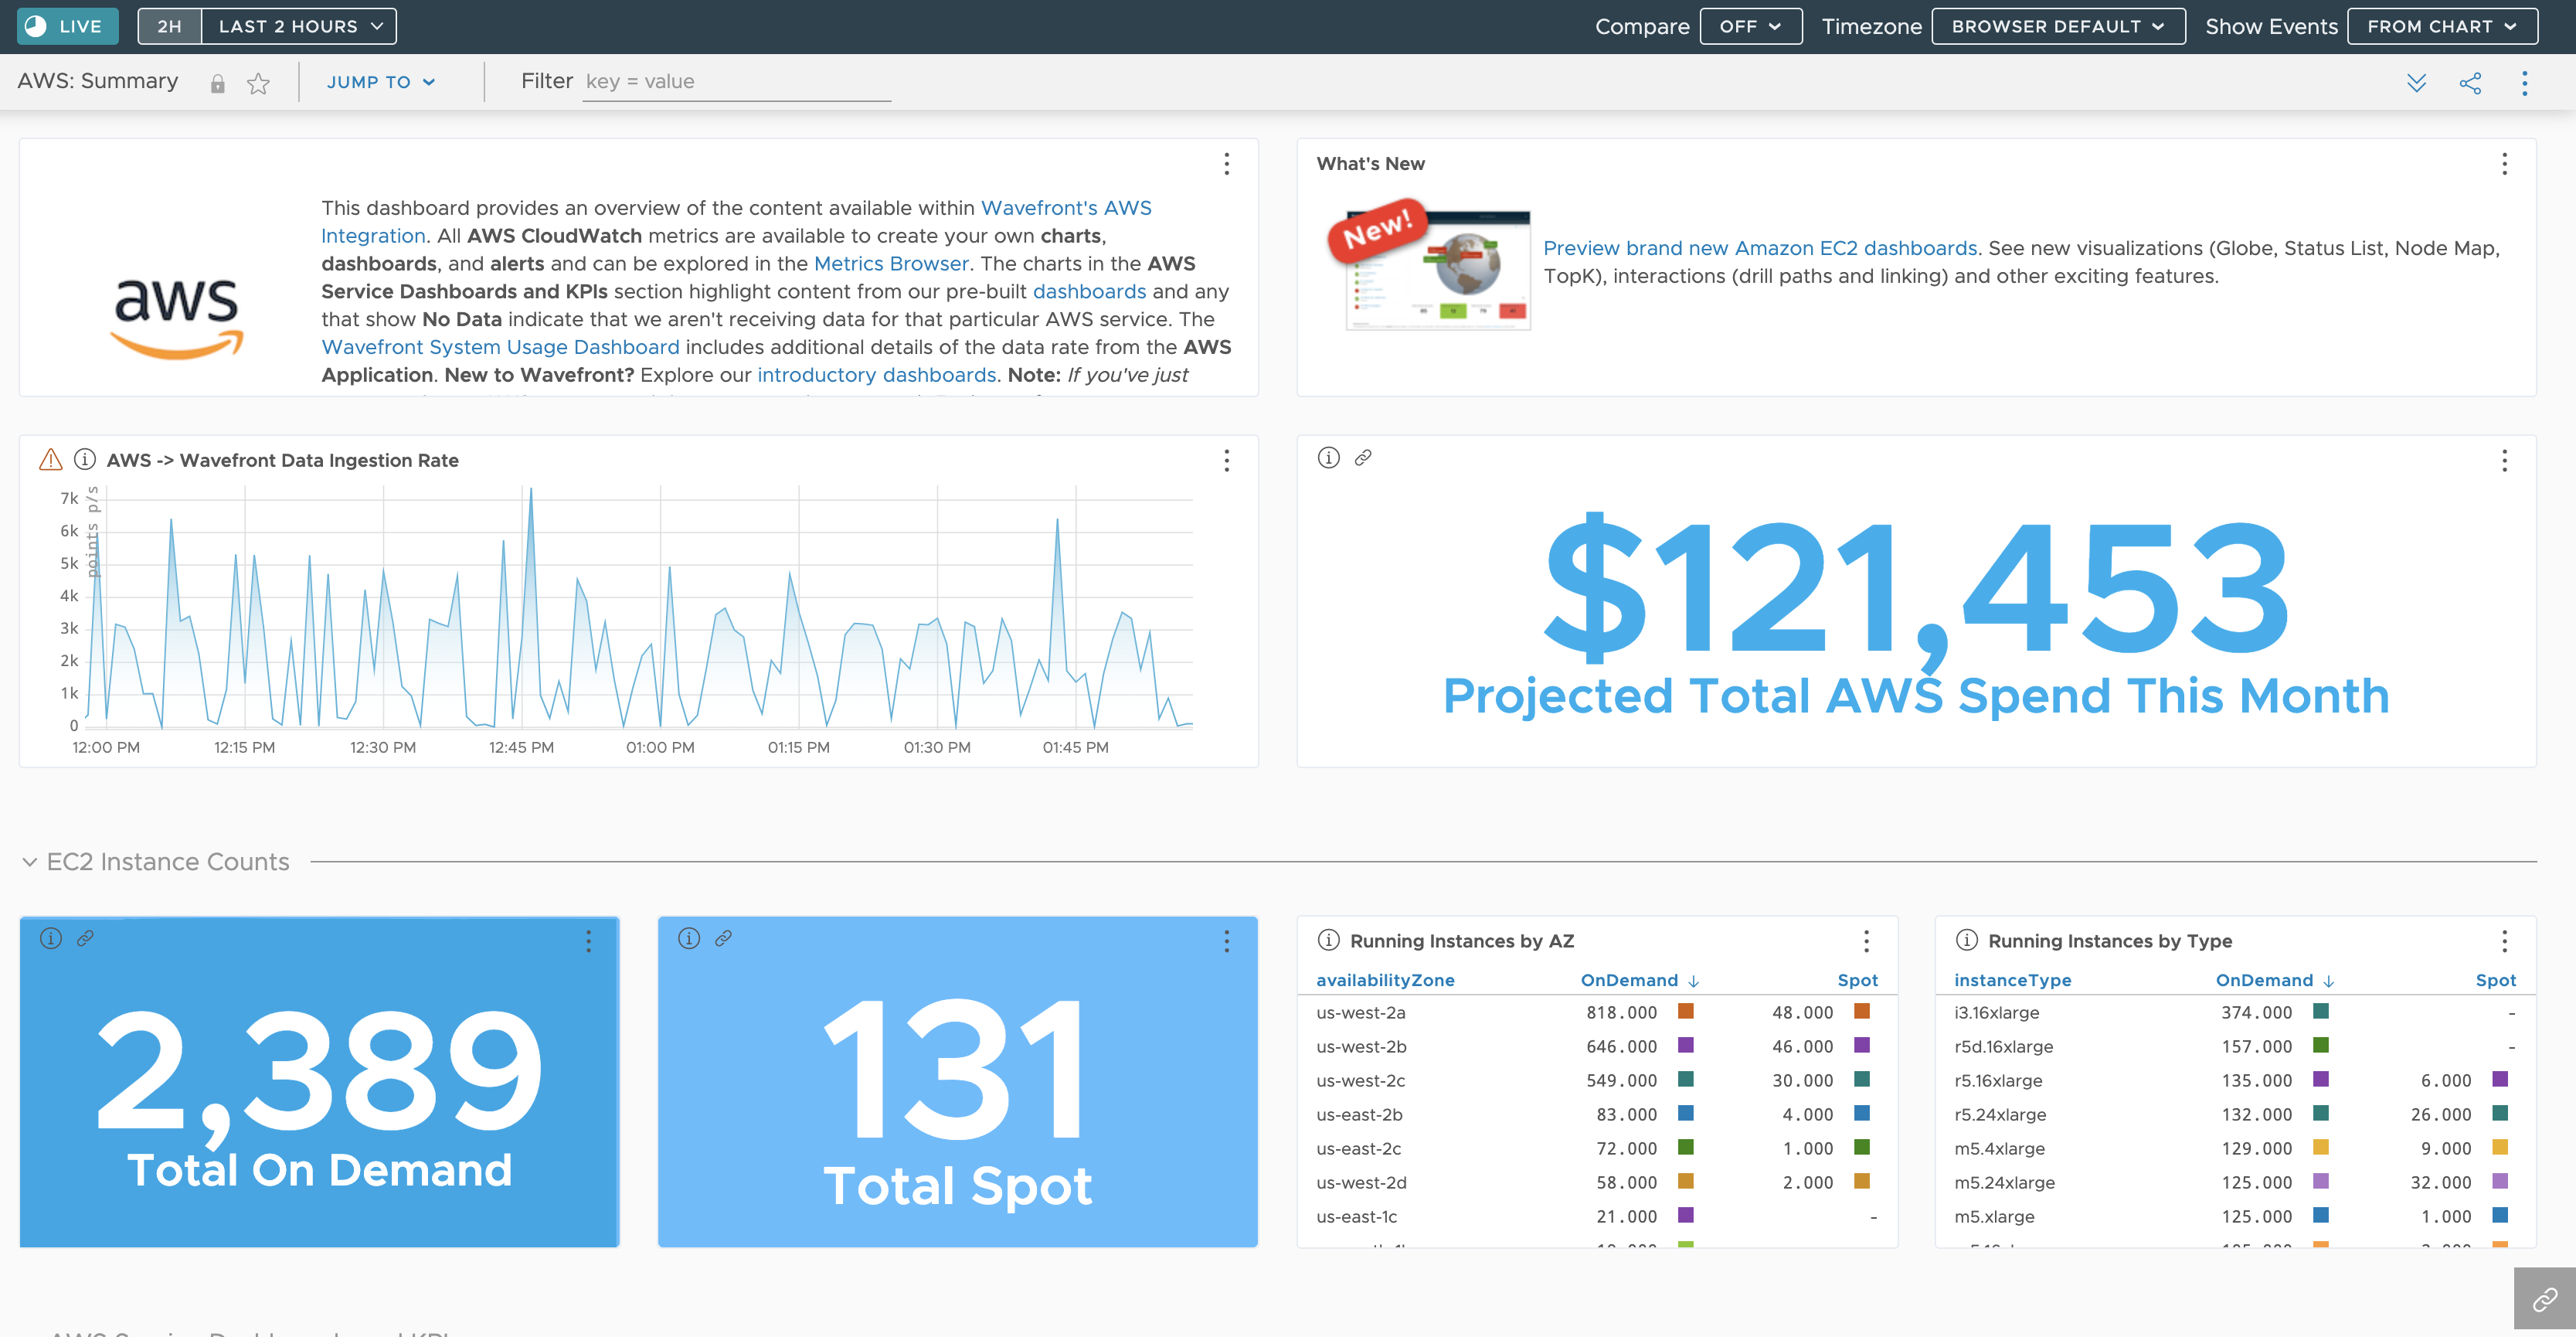 LIVE
2H LAST 2 HOURS
Compare OFF Timezone BROWSER DEFAULT Show Events FROM CHART
AWS: Summary JUMP TO Filter key = value
This dashboard provides an overview of the content available within Wavefront's AWS
Integration. All AWS CloudWatch metrics are available to create your own charts,
dashboards, and alerts and can be explored in the Metrics Browser. The charts in the AWS
Service Dashboards and KPIs section highlight content from our pre-built dashboards and any
that show No Data indicate that we aren't receiving data for that particular AWS service. The
Wavefront System Usage Dashboard includes additional details of the data rate from the AWS
Application. New to Wavefront? Explore our introductory dashboards. Note: If you've just
aws
What's New
New!
Preview brand new Amazon EC2 dashboards. See new visualizations (Globe, Status List, Node Map,
TopK), interactions (drill paths and linking) and other exciting features.
AWS -> Wavefront Data Ingestion Rate
points p/s
7k
6k
5k
4k
3k
2k
1k
0
12:00 PM 12:15 PM 12:30 PM 12:45 PM 01:00 PM 01:15 PM 01:30 PM 01:45 PM
$121,453
Projected Total AWS Spend This Month
EC2 Instance Counts
2,389
Total On Demand
131
Total Spot
Running Instances by AZ
availabilityZone OnDemand ↓ Spot
us-west-2a 818.000 48.000
us-west-2b 646.000 46.000
us-west-2c 549.000 30.000
us-east-2b 83.000 4.000
us-east-2c 72.000 1.000
us-west-2d 58.000 2.000
us-east-1c 21.000 -
Running Instances by Type
instanceType OnDemand ↓ Spot
i3.16xlarge 374.000 -
r5d.16xlarge 157.000 -
r5.16xlarge 135.000 6.000
r5.24xlarge 132.000 26.000
m5.4xlarge 129.000 9.000
m5.24xlarge 125.000 32.000
m5.xlarge 125.000 1.000